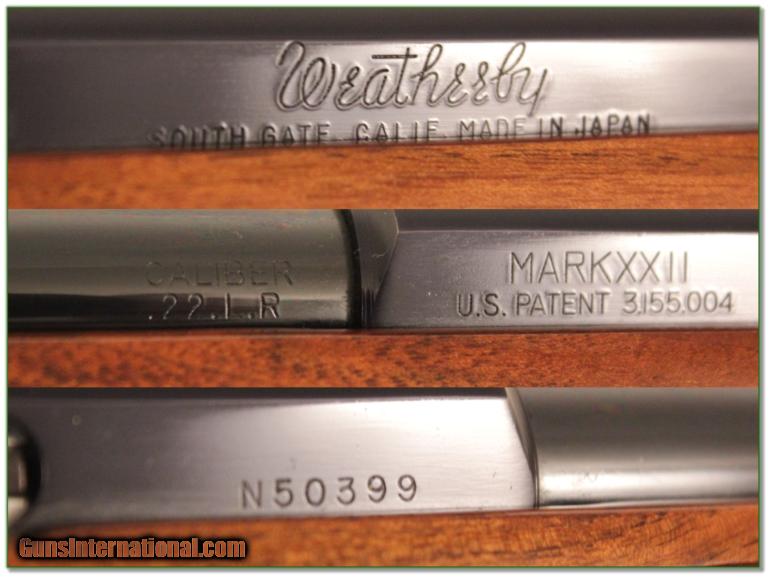 Weatherby
SOUTH GATE, CALIF. MADE IN JAPAN
CALIBER
.22.L.R
MARKXXII
U.S. PATENT 3.155.004
N50399
GunsInternational.com